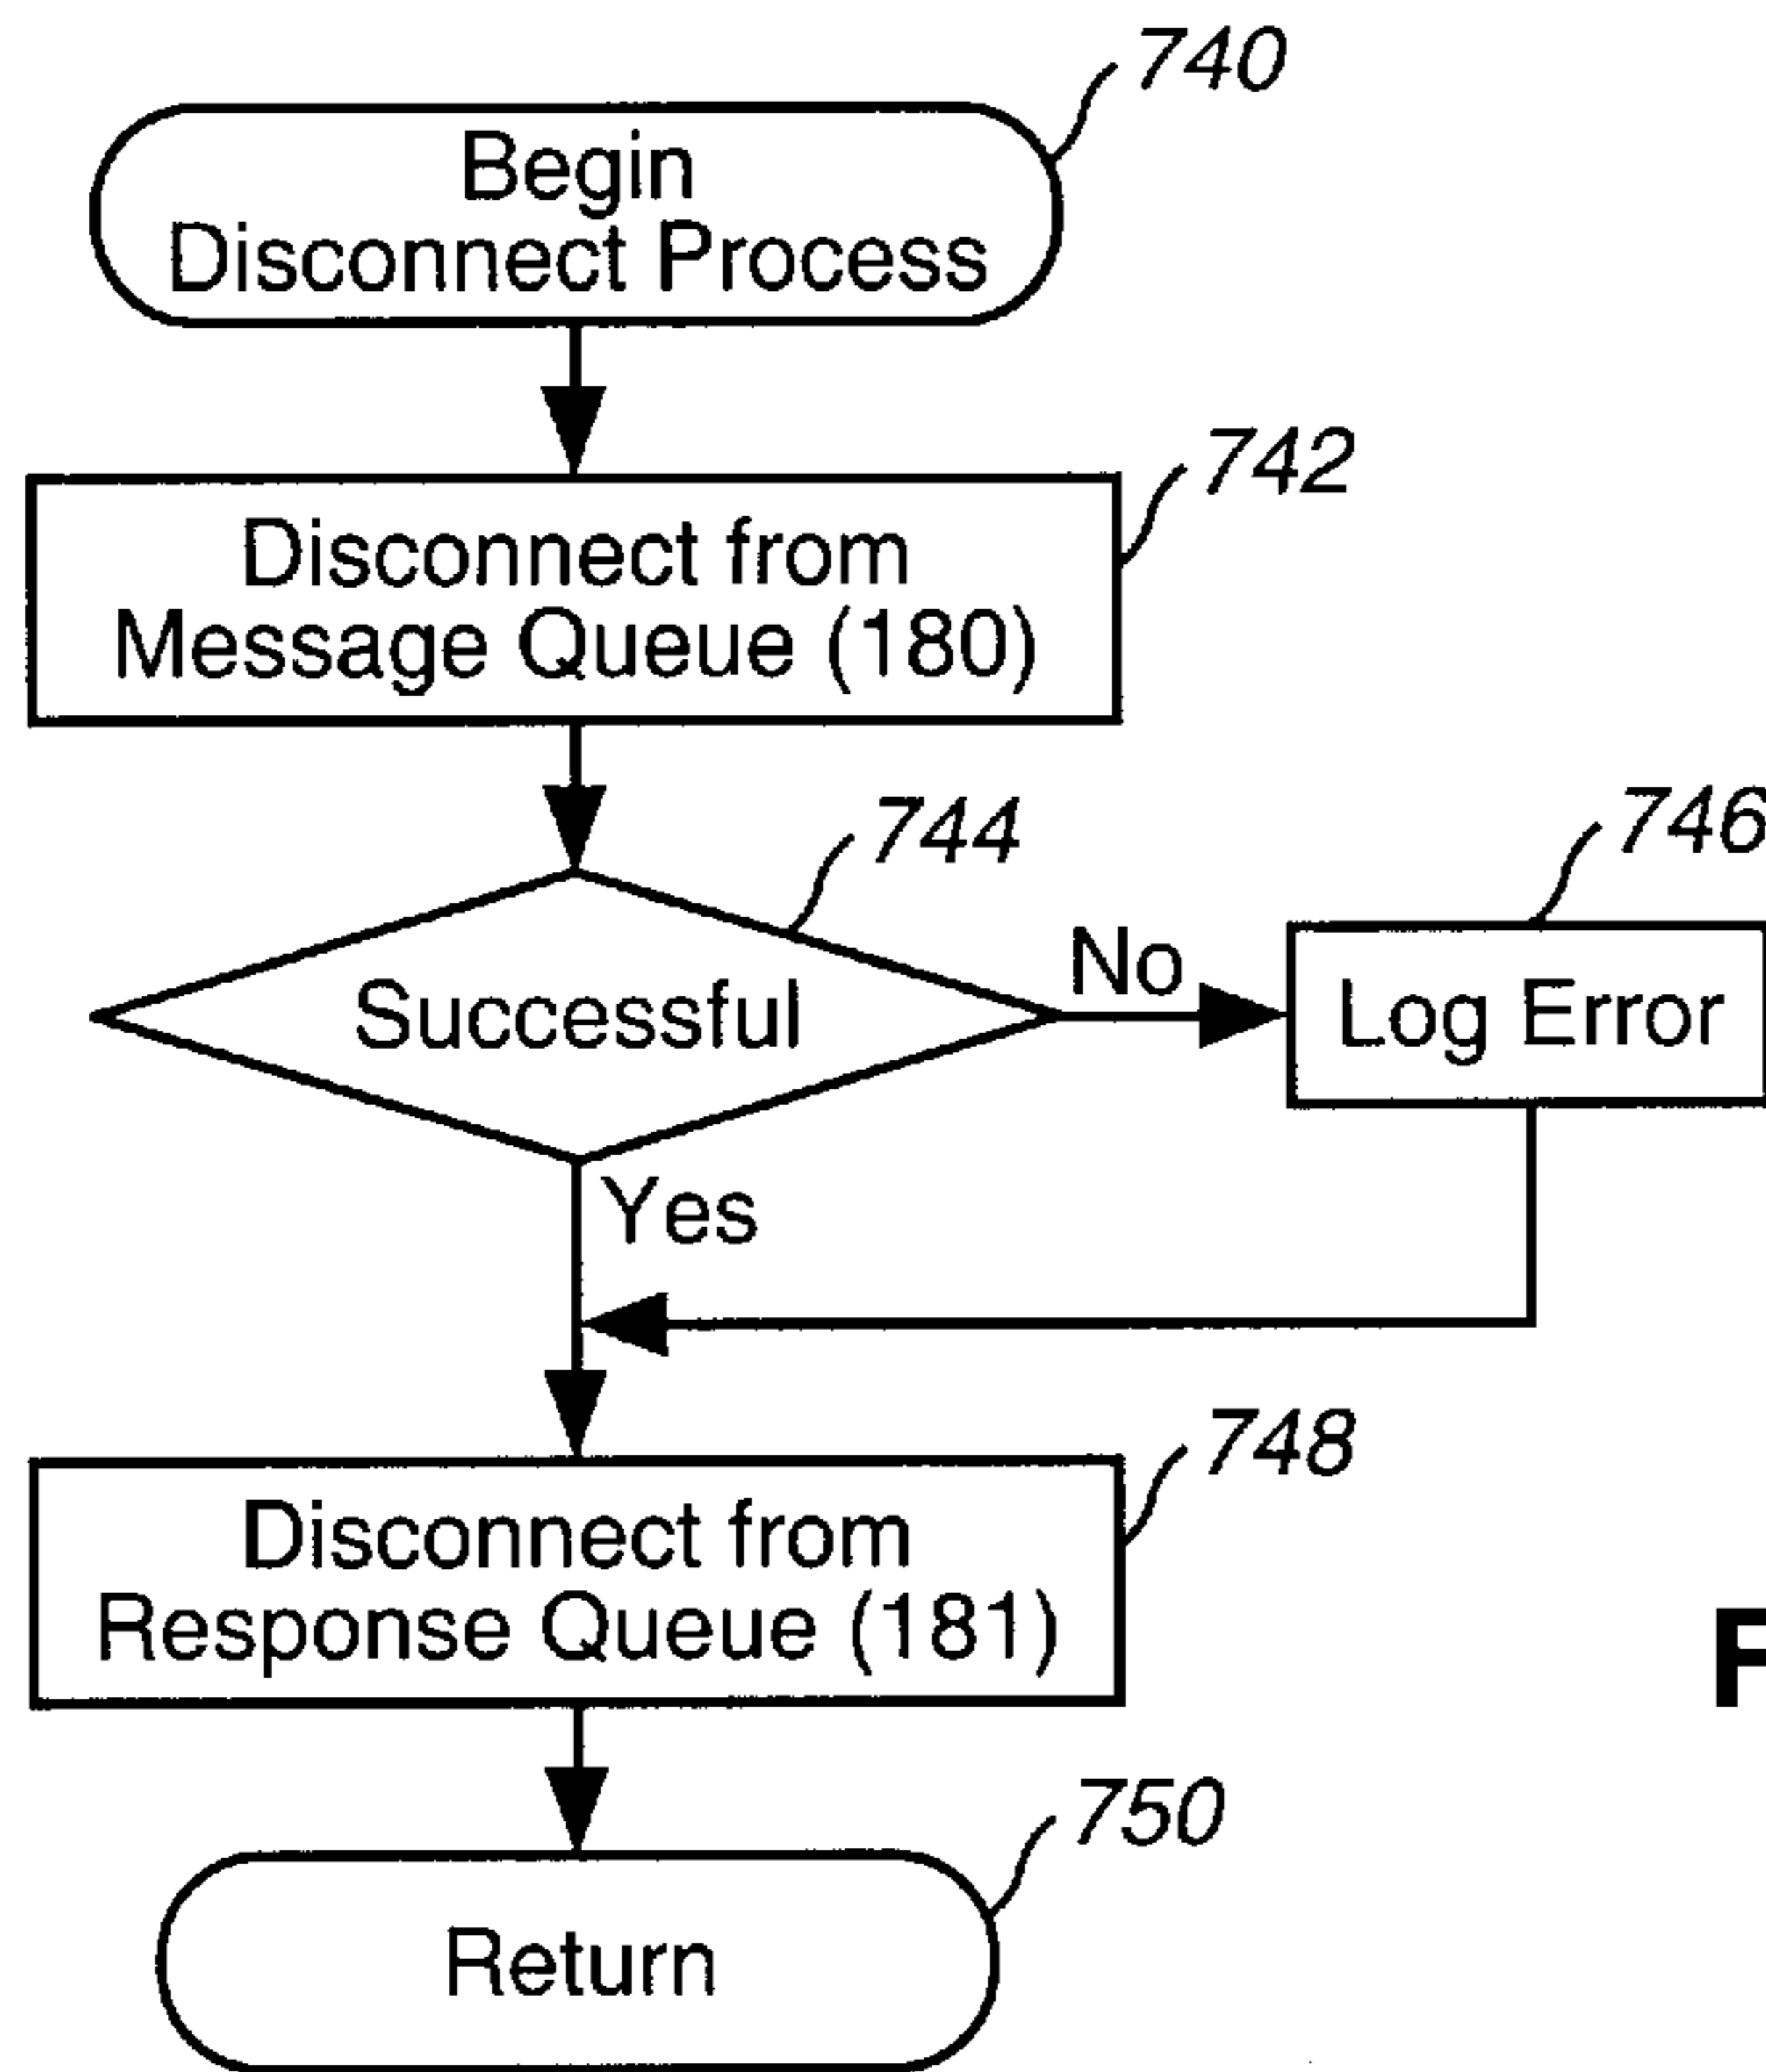 740
Begin
Disconnect Process
742
Disconnect from
Message Queue (180)
744
746
Successful
No
Log Error
Yes
748
Disconnect from
Response Queue (181)
750
Return